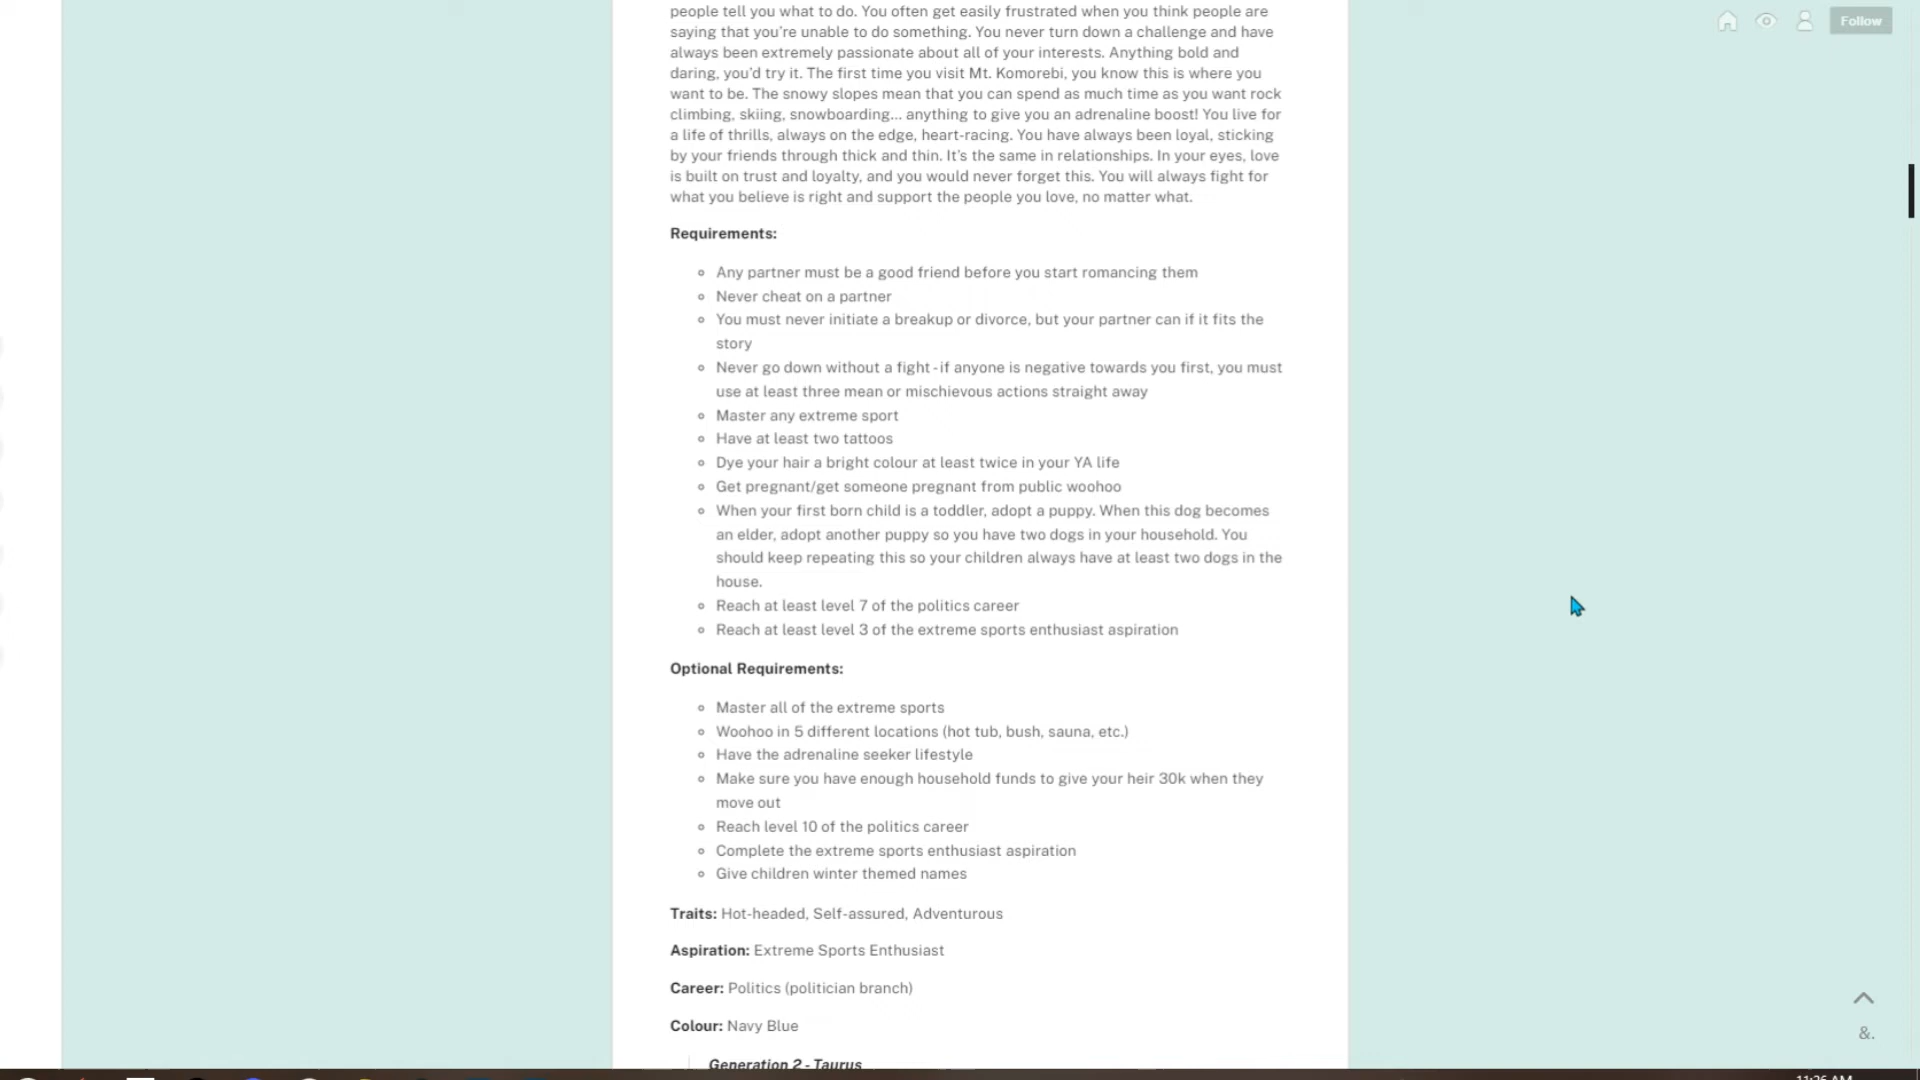 Follow
people tell you what to do. You often get easily frustrated when you think people are
saying that you're unable to do something. You never turn down a challenge and have
always been extremely passionate about all of your interests. Anything bold and
daring, you'd try it. The first time you visit Mt. Komorebi, you know this is where you
want to be. The snowy slopes mean that you can spend as much time as you want rock
climbing, skiing, snowboarding... anything to give you an adrenaline boost! You live for
a life of thrills, always on the edge, heart-racing. You have always been loyal, sticking
by your friends through thick and thin. It's the same in relationships. In your eyes, love
is built on trust and loyalty, and you would never forget this. You will always fight for
what you believe is right and support the people you love, no matter what.
Requirements:
Any partner must be a good friend before you start romancing them
Never cheat on a partner
You must never initiate a breakup or divorce, but your partner can if it fits the
story
Never go down without a fight - if anyone is negative towards you first, you must
use at least three mean or mischievous actions straight away
Master any extreme sport
Have at least two tattoos
Dye your hair a bright colour at least twice in your YA life
Get pregnant/get someone pregnant from public woohoo
When your first born child is a toddler, adopt a puppy. When this dog becomes
an elder, adopt another puppy so you have two dogs in your household. You
should keep repeating this so your children always have at least two dogs in the
house.
Reach at least level 7 of the politics career
Reach at least level 3 of the extreme sports enthusiast aspiration
Optional Requirements:
Master all of the extreme sports
Woohoo in 5 different locations (hot tub, bush, sauna, etc.)
Have the adrenaline seeker lifestyle
Make sure you have enough household funds to give your heir 30k when they
move out
Reach level 10 of the politics career
Complete the extreme sports enthusiast aspiration
Give children winter themed names
Traits: Hot-headed, Self-assured, Adventurous
Aspiration: Extreme Sports Enthusiast
Career: Politics (politician branch)
Colour: Navy Blue
&.
Generation 2 - Taurus
11:26 AM